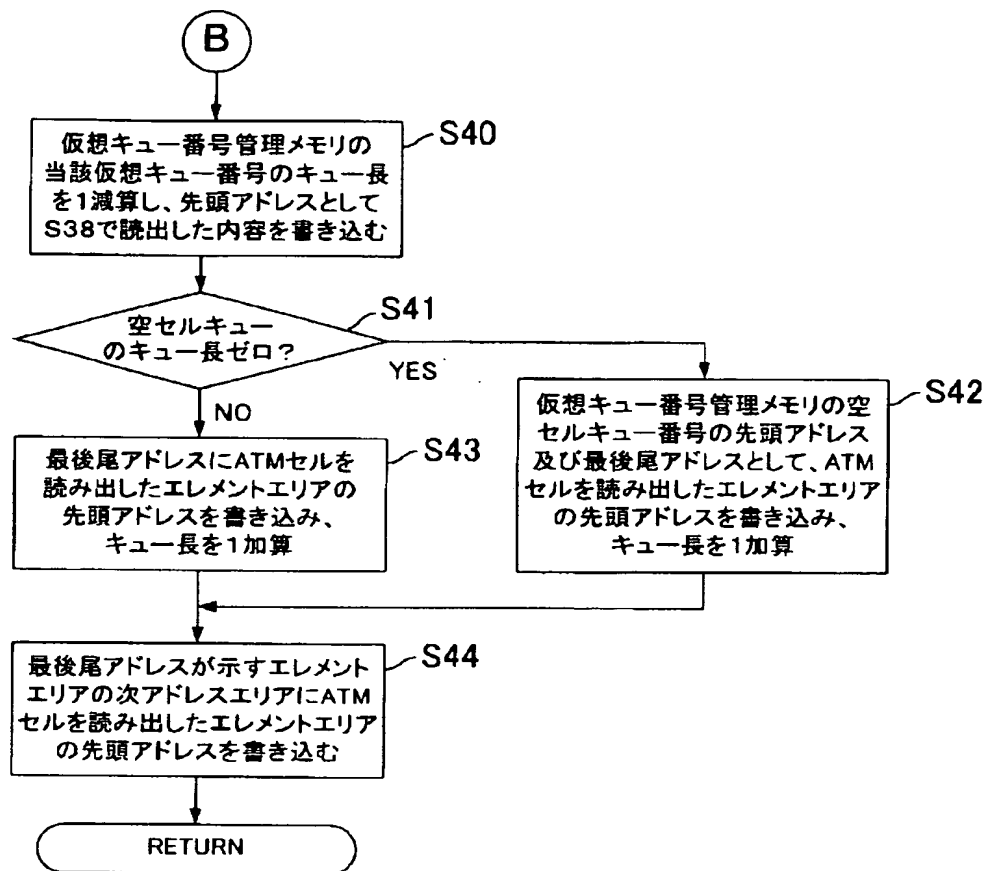 B
仮想キュー番号管理メモリの
当該仮想キュー番号のキュー長
を1減算し、先頭アドレスとして
S38で読出した内容を書き込む
S40
空セルキュー
のキュー長ゼロ?
S41
YES
NO
仮想キュー番号管理メモリの空
セルキュー番号の先頭アドレス
及び最後尾アドレスとして、ATM
セルを読み出したエレメントエリア
の先頭アドレスを書き込み、
キュー長を1加算
S42
最後尾アドレスにATMセルを
読み出したエレメントエリアの
先頭アドレスを書き込み、
キュー長を1加算
S43
最後尾アドレスが示すエレメント
エリアの次アドレスエリアにATM
セルを読み出したエレメントエリア
の先頭アドレスを書き込む
S44
RETURN